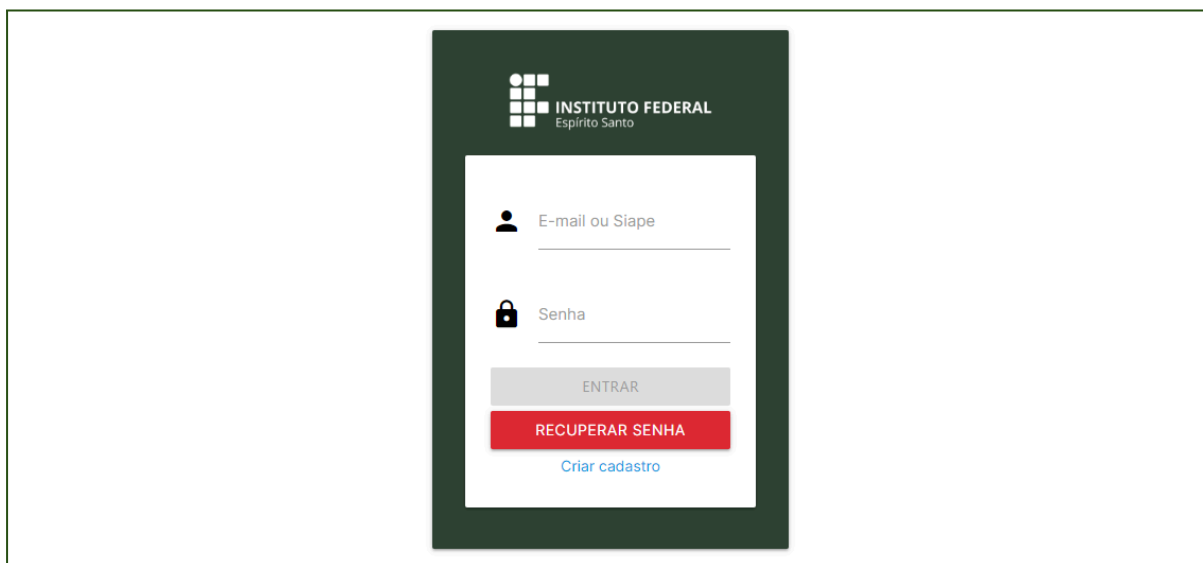 INSTITUTO FEDERAL
Espírito Santo
E-mail ou Siape
Senha
ENTRAR
RECUPERAR SENHA
Criar cadastro